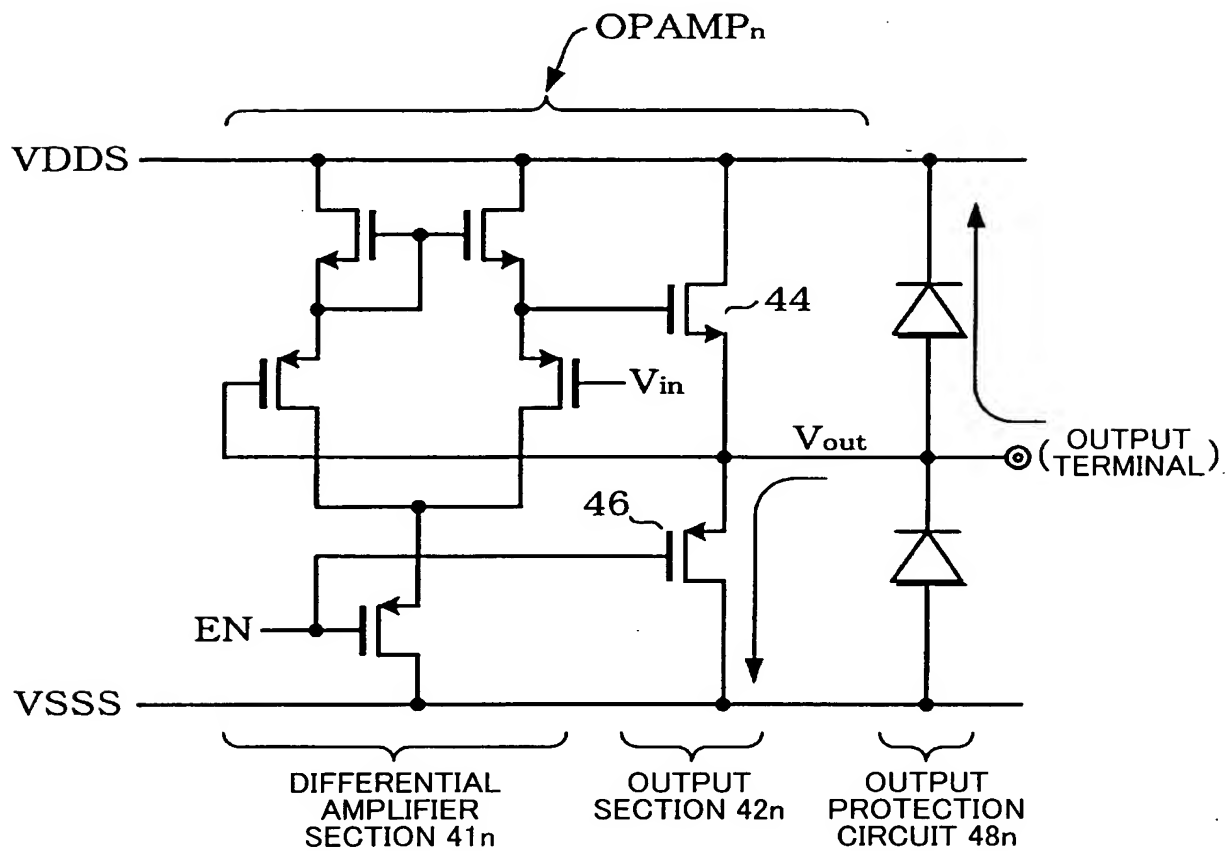 OPAMPn
VDDS
44
Vin
Vout
(OUTPUT
TERMINAL)
46
EN
VSSS
DIFFERENTIAL
AMPLIFIER
SECTION 41n
OUTPUT
SECTION 42n
OUTPUT
PROTECTION
CIRCUIT 48n